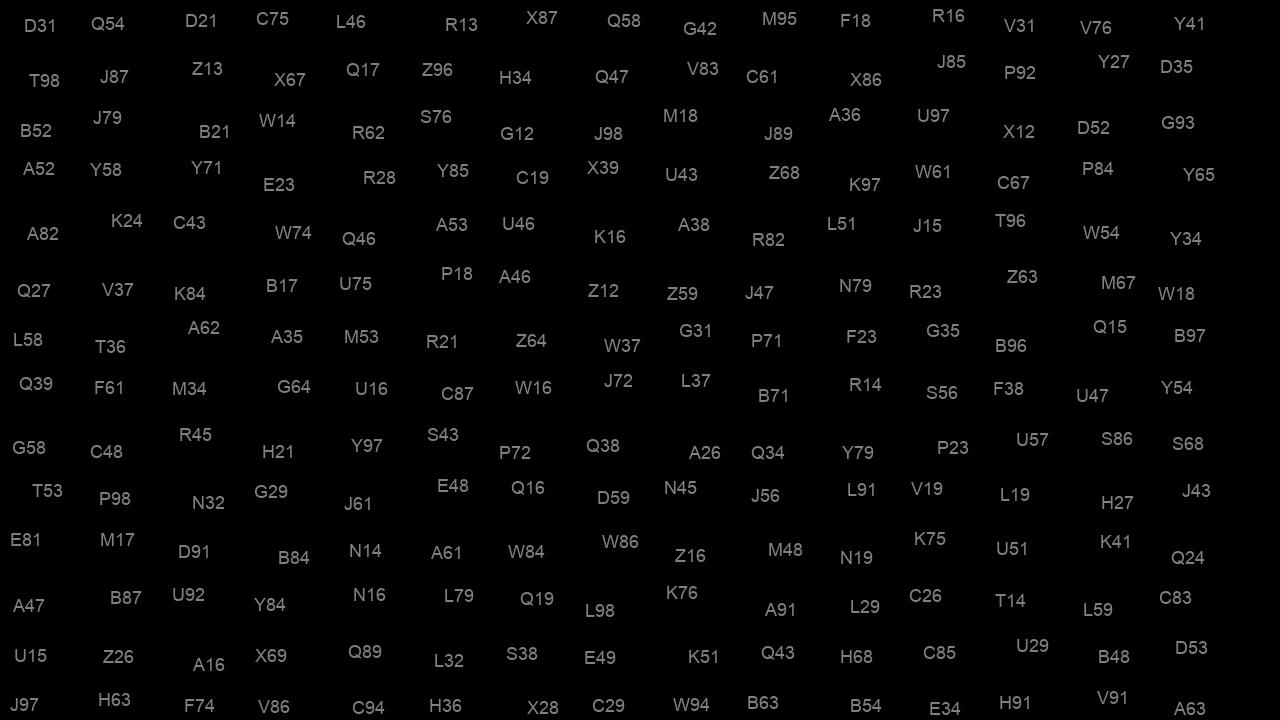 D31 Q54 D21 C75 L46 R13 X87 Q58 G42 M95 F18 R16 V31 V76 Y41
T98 J87 Z13 X67 Q17 Z96 H34 Q47 V83 C61 X86 J85 P92 Y27 D35
B52 J79 B21 W14 R62 S76 G12 J98 M18 J89 A36 U97 X12 D52 G93
A52 Y58 Y71 E23 R28 Y85 C19 X39 U43 Z68 K97 W61 C67 P84 Y65
A82 K24 C43 W74 Q46 A53 U46 K16 A38 R82 L51 J15 T96 W54 Y34
Q27 V37 K84 B17 U75 P18 A46 Z12 Z59 J47 N79 R23 Z63 M67 W18
L58 T36 A62 A35 M53 R21 Z64 W37 G31 P71 F23 G35 B96 Q15 B97
Q39 F61 M34 G64 U16 C87 W16 J72 L37 B71 R14 S56 F38 U47 Y54
G58 C48 R45 H21 Y97 S43 P72 Q38 A26 Q34 Y79 P23 U57 S86 S68
T53 P98 N32 G29 J61 E48 Q16 D59 N45 J56 L91 V19 L19 H27 J43
E81 M17 D91 B84 N14 A61 W84 W86 Z16 M48 N19 K75 U51 K41 Q24
A47 B87 U92 Y84 N16 L79 Q19 L98 K76 A91 L29 C26 T14 L59 C83
U15 Z26 A16 X69 Q89 L32 S38 E49 K51 Q43 H68 C85 U29 B48 D53
J97 H63 F74 V86 C94 H36 X28 C29 W94 B63 B54 E34 H91 V91 A63